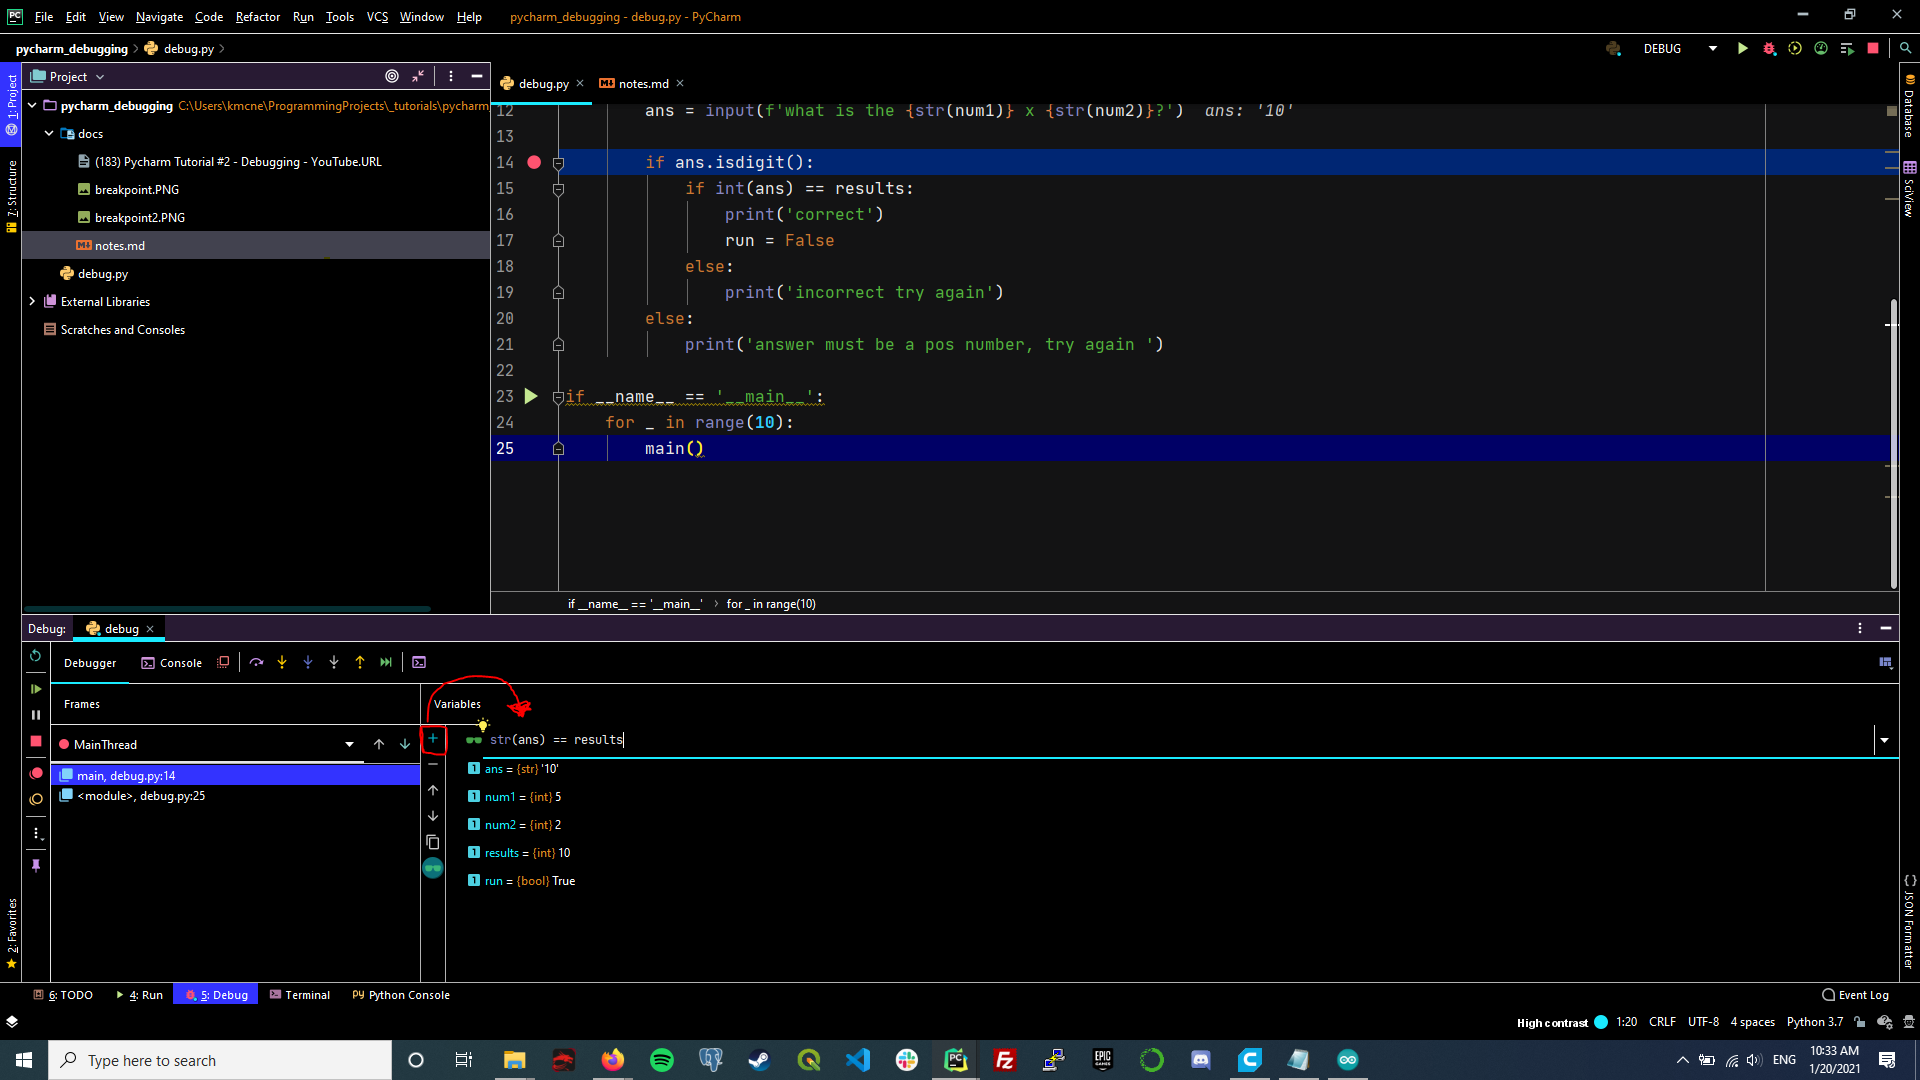 PC File Edit View Navigate Code Refactor Run Tools VCS Window Help pycharm_debugging - debug.py - PyCharm
pycharm_debugging debug.py DEBUG
Project
1: Project
7: Structure
2: Favorites
pycharm_debugging C:\Users\kmcne\ProgrammingProjects\_tutorials\pycharm
docs
(183) Pycharm Tutorial #2 - Debugging - YouTube.URL
breakpoint.PNG
breakpoint2.PNG
notes.md
debug.py
External Libraries
Scratches and Consoles
debug.py notes.md
12 ans = input(f'what is the {str(num1)} x {str(num2)}?') ans: '10'
13
14 if ans.isdigit():
15 if int(ans) == results:
16 print('correct')
17 run = False
18 else:
19 print('incorrect try again')
20 else:
21 print('answer must be a pos number, try again ')
22
23 if __name__ == '__main__':
24 for _ in range(10):
25 main()
if __name__ == '__main__' for _ in range(10)
Database
SciView
JSON Formatter
Debug: debug
Debugger Console
Frames
MainThread
main, debug.py:14
<module>, debug.py:25
Variables
str(ans) == results
ans = {str} '10'
num1 = {int} 5
num2 = {int} 2
results = {int} 10
run = {bool} True
6: TODO 4: Run 5: Debug Terminal Python Console Event Log
High contrast 1:20 CRLF UTF-8 4 spaces Python 3.7
Type here to search
ENG 10:33 AM
1/20/2021